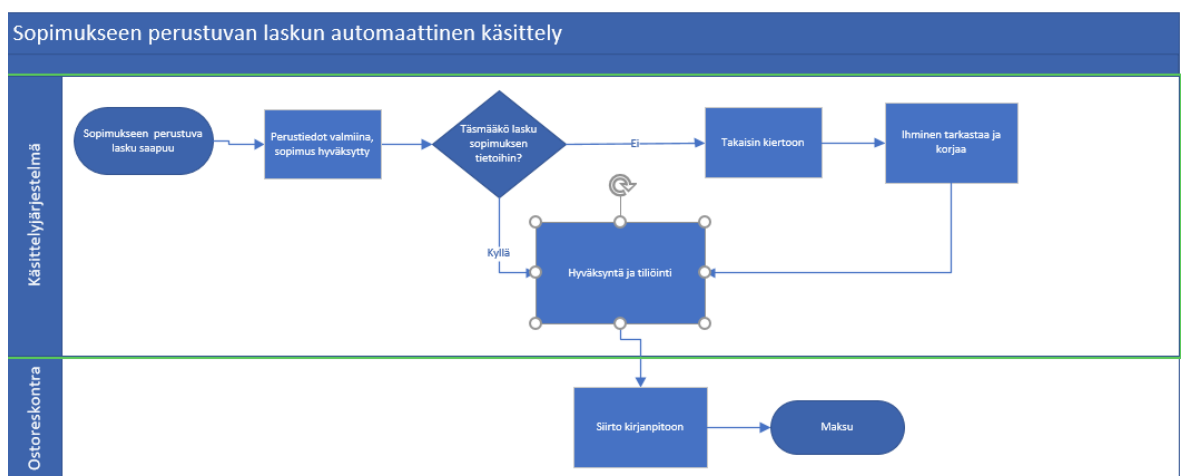 Sopimukseen perustuvan laskun automaattinen käsittely
Käsittelyjärjestelmä
Sopimukseen perustuva
lasku saapuu
Perustiedot valmiina,
sopimus hyväksytty
Täsmääkö lasku
sopimuksen
tietoihin?
Ei
Takaisin kiertoon
Ihminen tarkastaa ja
korjaa
Kyllä
Hyväksyntä ja tiliöinti
Ostoreskontra
Siirto kirjanpitoon
Maksu